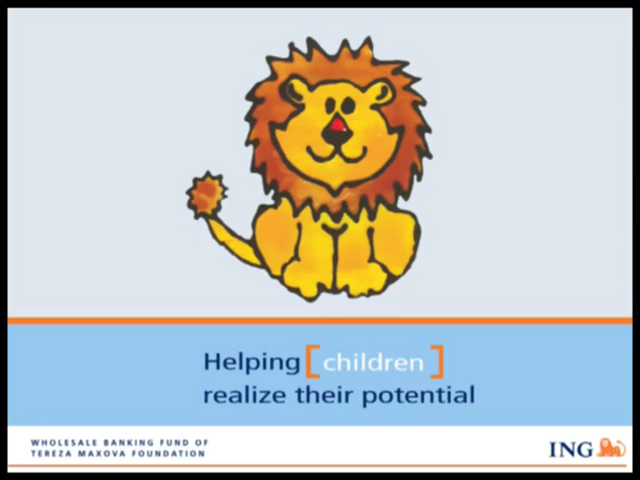 Helping [children]
realize their potential
WHOLESALE BANKING FUND OF
TEREZA MAXOVA FOUNDATION
ING